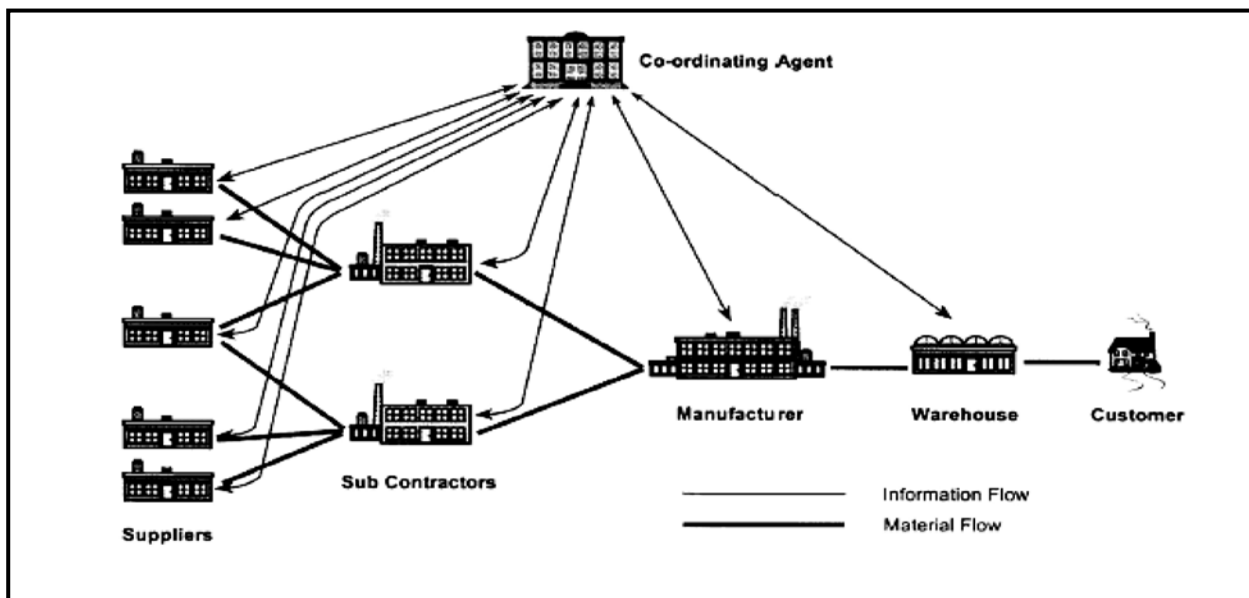 Co-ordinating Agent
Manufacturer
Warehouse
Customer
Sub Contractors
Suppliers
Information Flow
Material Flow